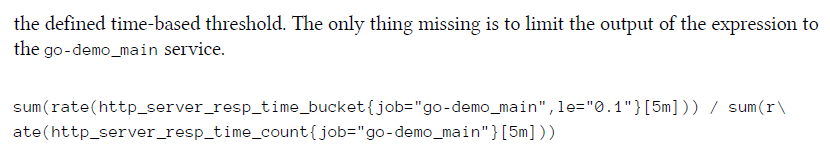 the defined time-based threshold. The only thing missing is to limit the output of the expression to
the go-demo_main service.
sum(rate(http_server_resp_time_bucket{job="go-demo_main",le="0.1"}[5m])) / sum(r\
ate(http_server_resp_time_count{job="go-demo_main"}[5m]))